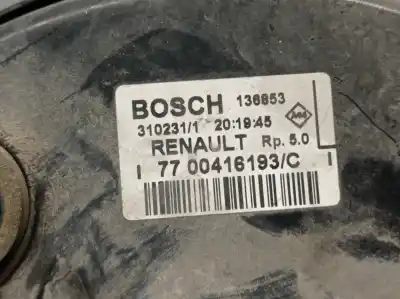 BOSCH 136853
310231/1 20:19:45
RENAULT Rp. 5.0
I 77 00416193/C I